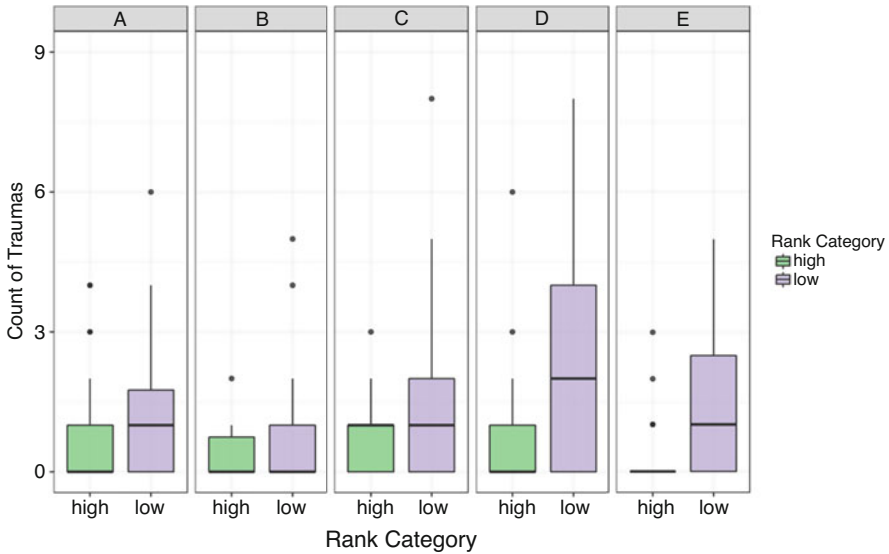 A B C D E
9
6
3
0
Count of Traumas
high low high low high low high low high low
Rank Category
Rank Category
high
low